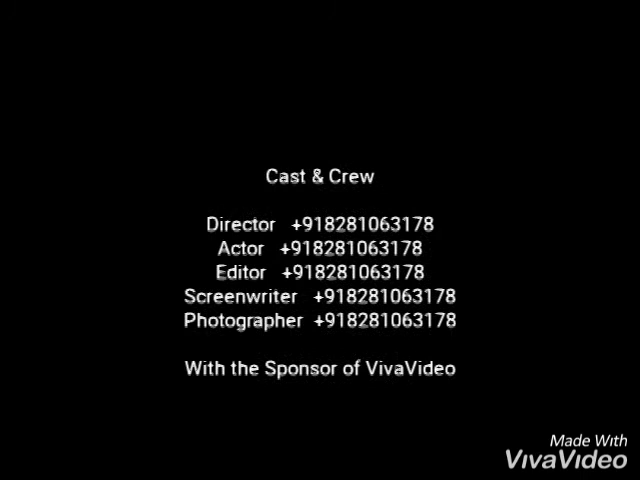 Cast & Crew
Director +918281063178
Actor +918281063178
Editor +918281063178
Screenwriter +918281063178
Photographer +918281063178
With the Sponsor of VivaVideo
Made With
VivaVideo